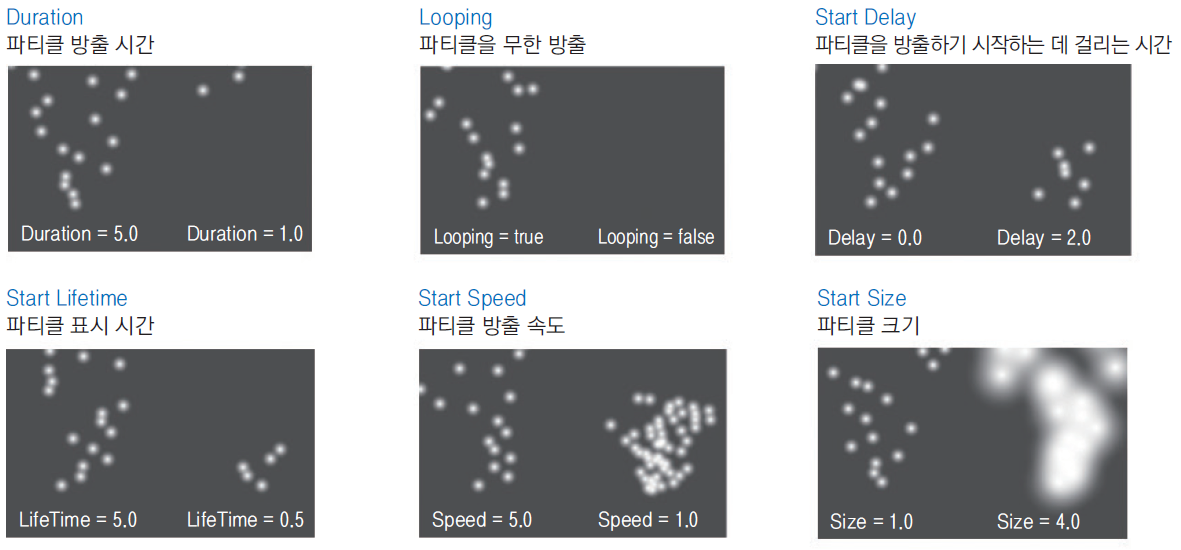 Duration
파티클 방출 시간
Duration = 5.0 Duration = 1.0
Looping
파티클을 무한 방출
Looping = true Looping = false
Start Delay
파티클을 방출하기 시작하는 데 걸리는 시간
Delay = 0.0 Delay = 2.0
Start Lifetime
파티클 표시 시간
LifeTime = 5.0 LifeTime = 0.5
Start Speed
파티클 방출 속도
Speed = 5.0 Speed = 1.0
Start Size
파티클 크기
Size = 1.0 Size = 4.0